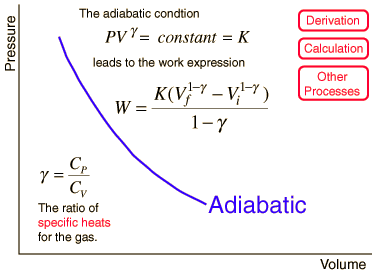 The adiabatic condtion
PV^γ = constant = K
leads to the work expression
W = K(V_f^{1-γ} − V_i^{1-γ}) / 1 − γ
γ = C_P / C_V
The ratio of
specific heats
for the gas.
Adiabatic
Pressure
Volume
Derivation
Calculation
Other
Processes